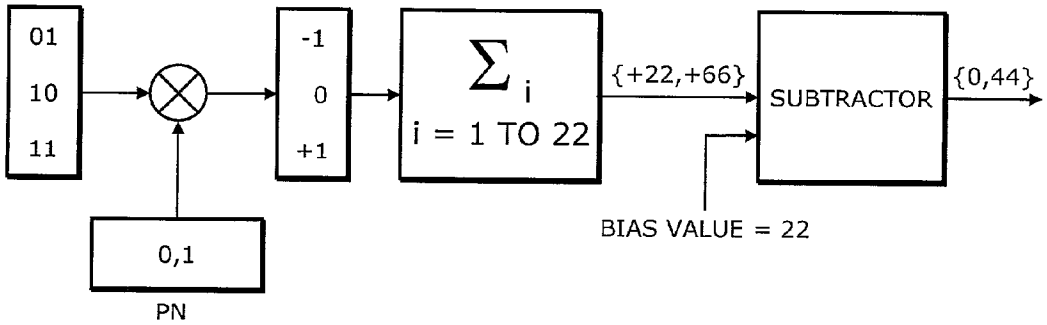 01
10
11
0,1
PN
-1
0
+1
∑ i
i = 1 TO 22
{+22,+66}
BIAS VALUE = 22
SUBTRACTOR
{0,44}